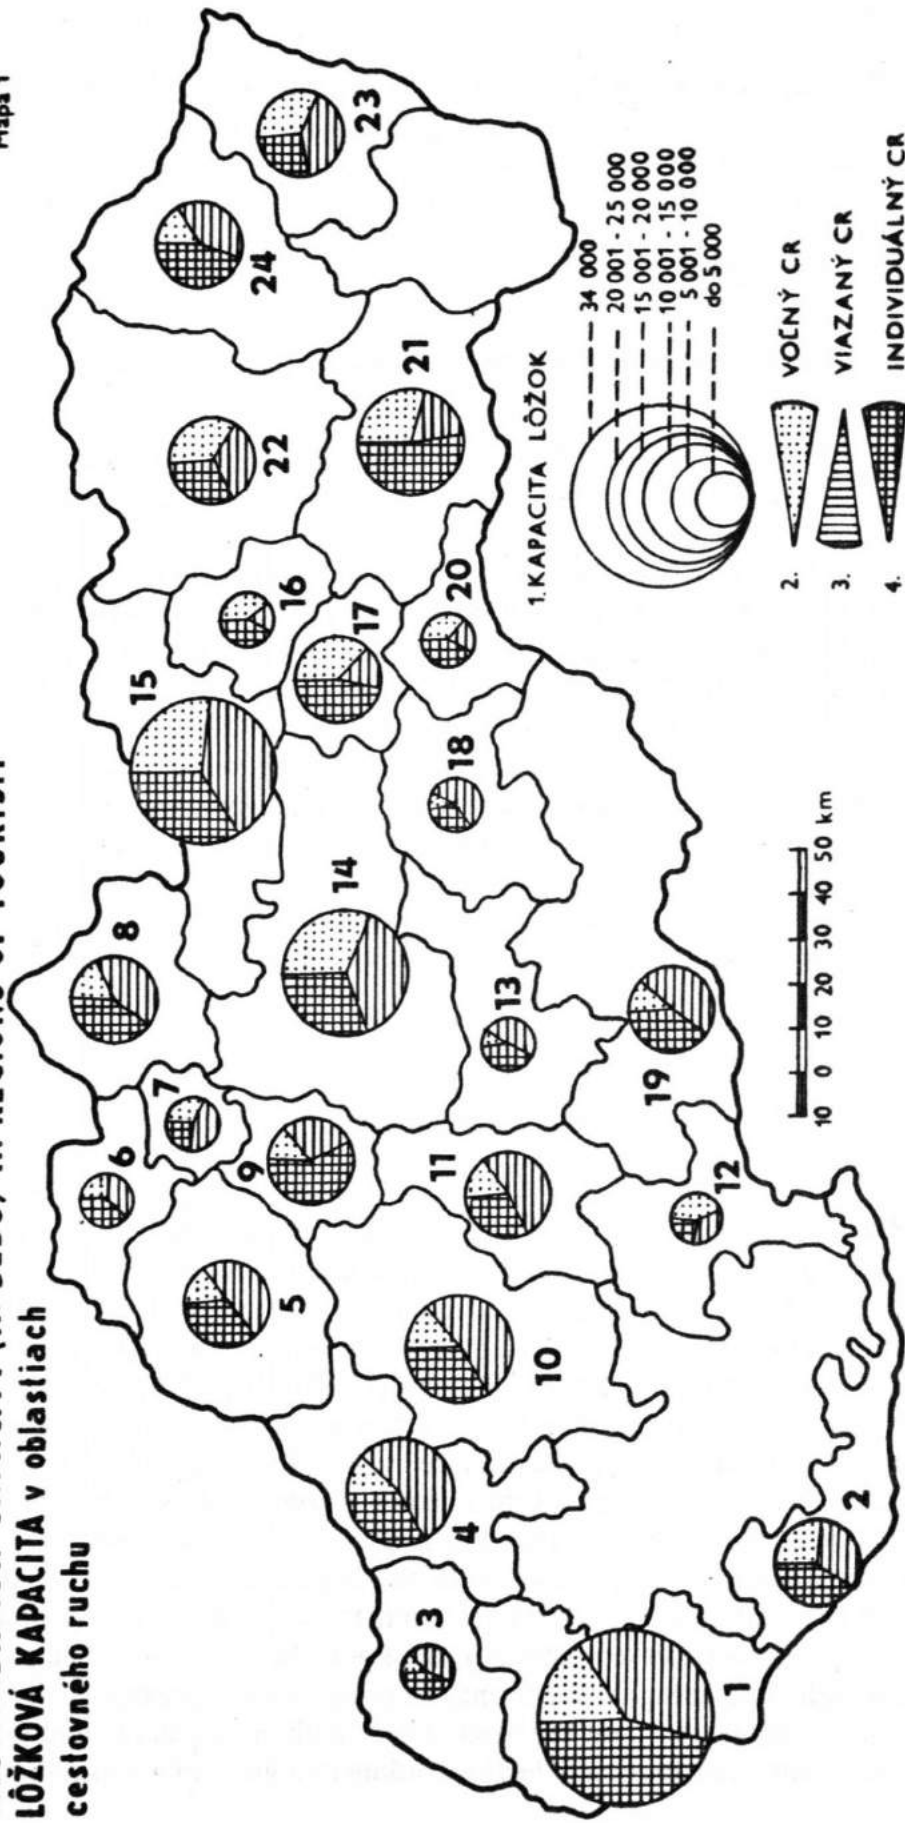 Mapa 1
LÔŽKOVÁ KAPACITA v oblastiach
cestovného ruchu
1
2
3
4
5
6
7
8
9
10
11
12
13
14
15
16
17
18
19
20
21
22
23
24
10 0 10 20 30 40 50 km
1. KAPACITA LÔŽOK
34 000
20 001 - 25 000
15 001 - 20 000
10 001 - 15 000
5 001 - 10 000
do 5 000
2. VOĽNÝ CR
3. VIAZANÝ CR
4. INDIVIDUÁLNÝ CR